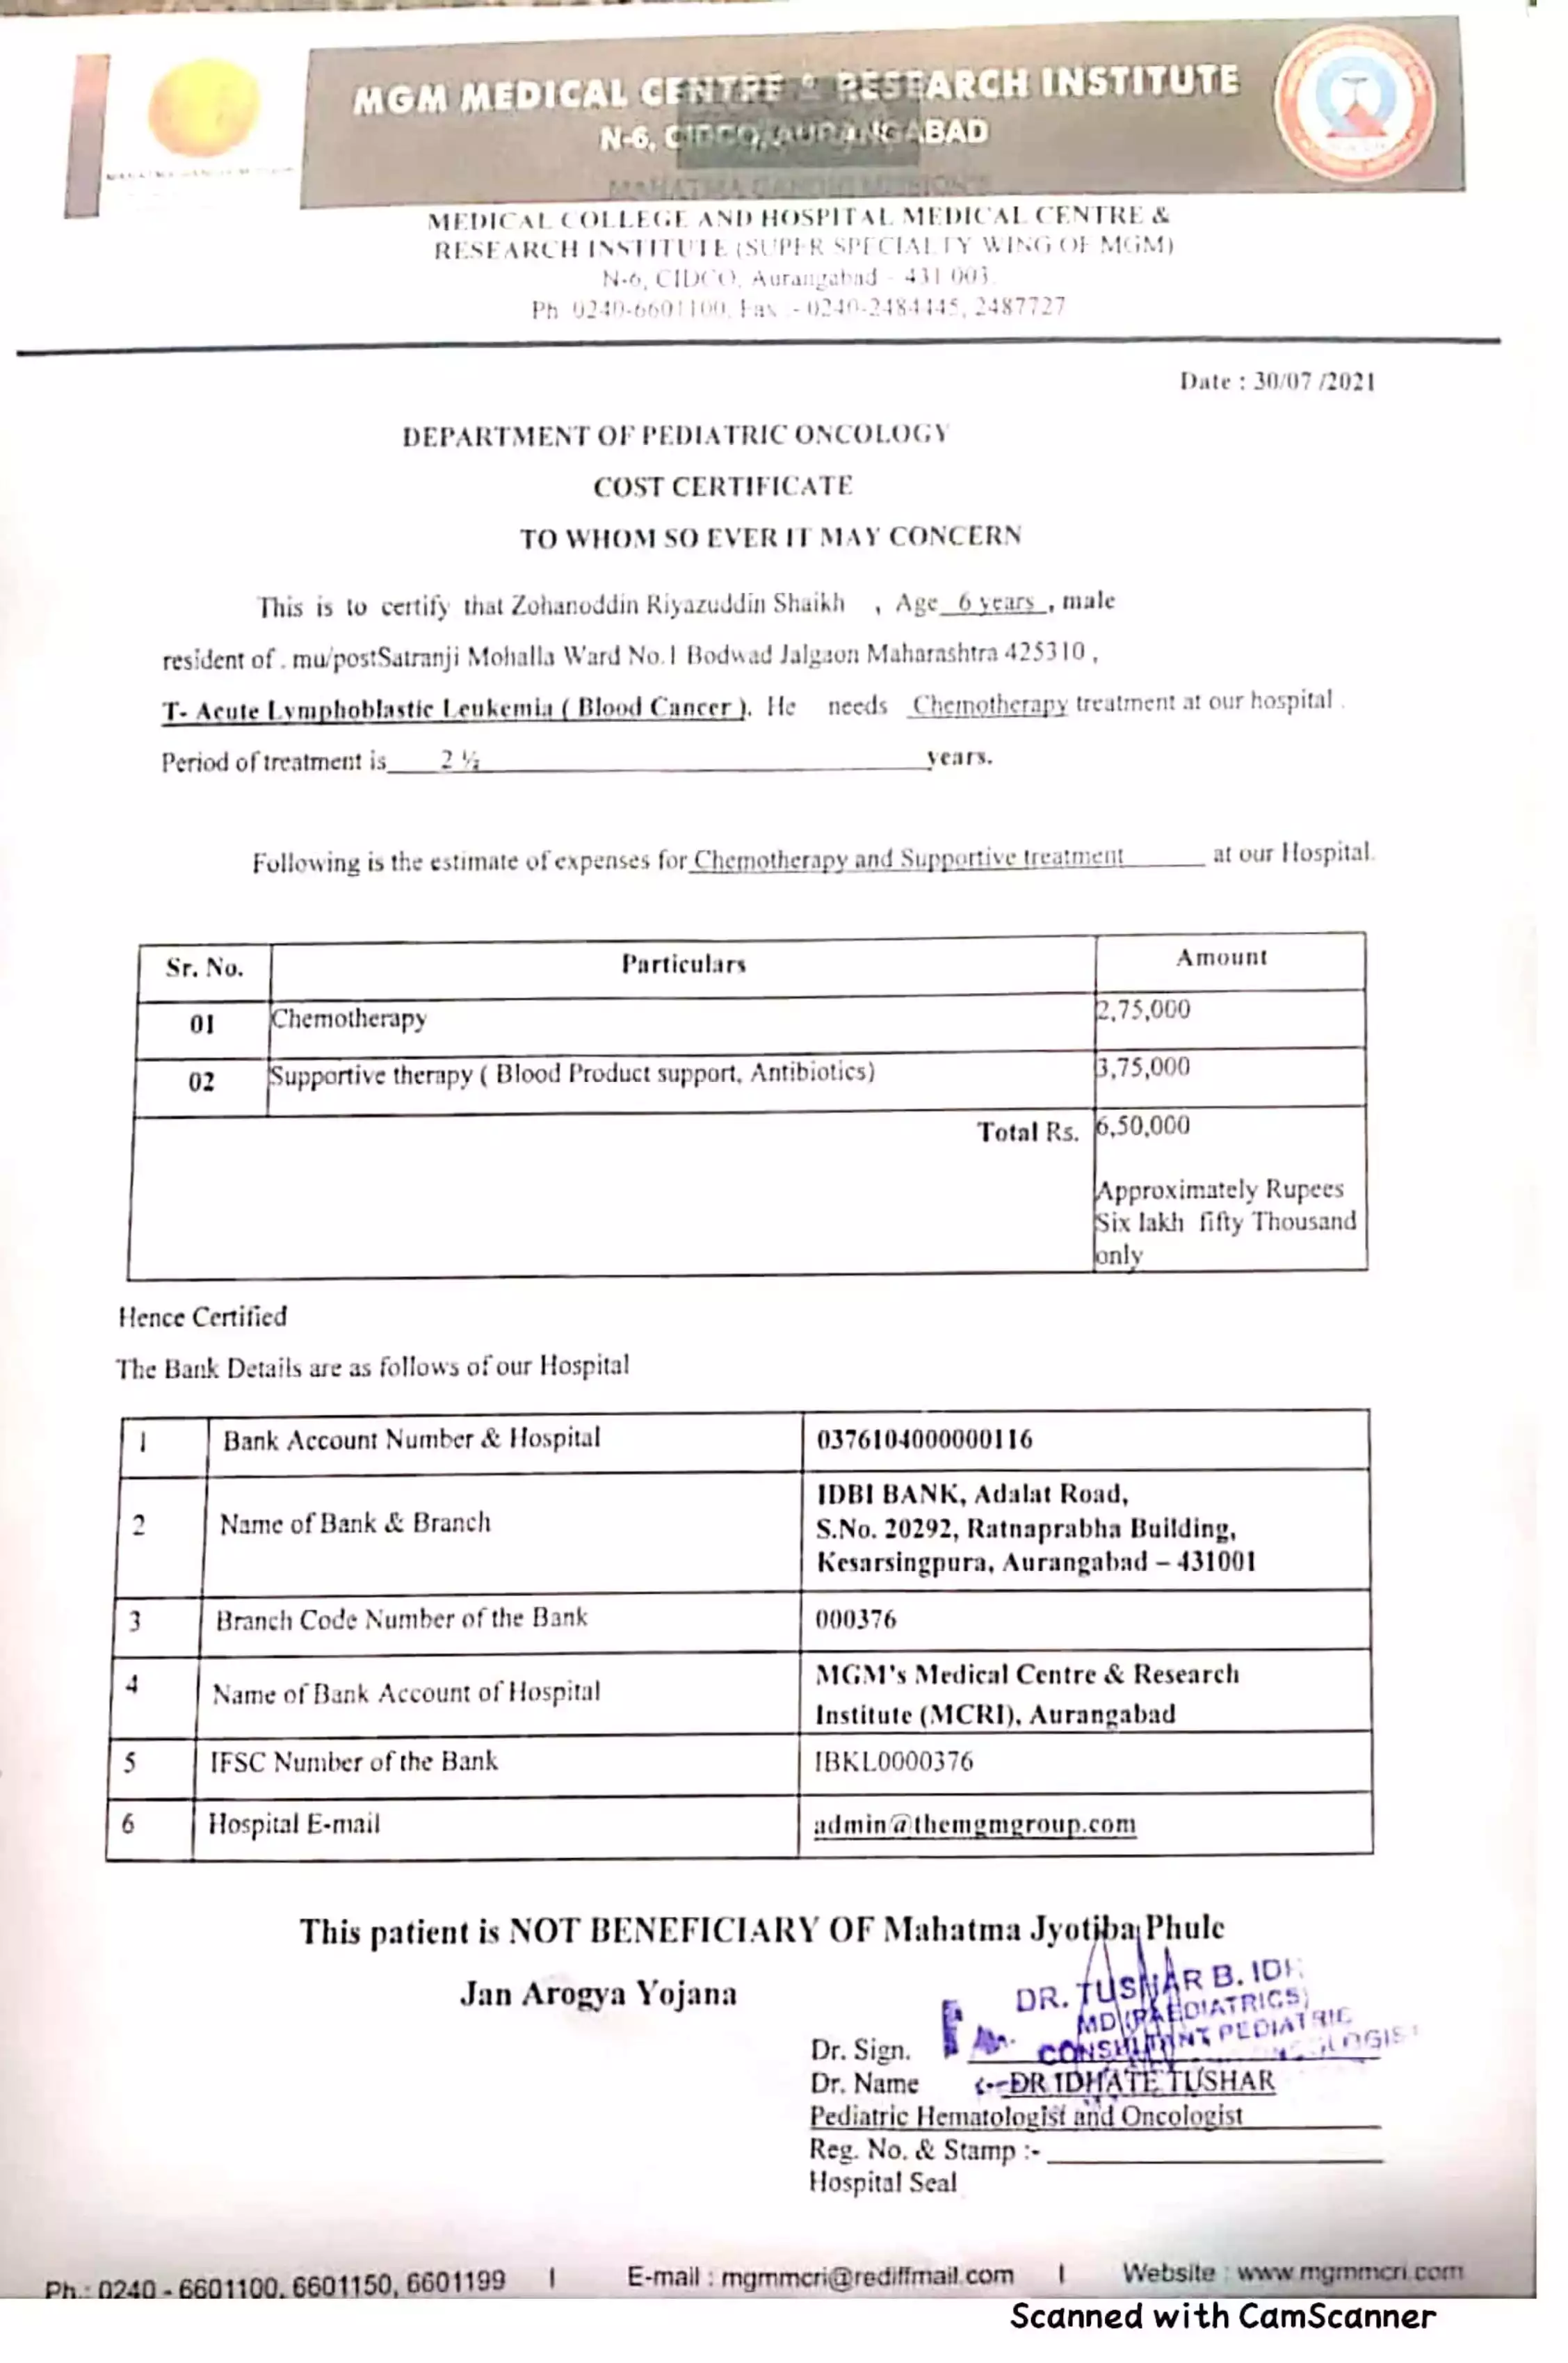 MGM MEDICAL CENTRE & RESEARCH INSTITUTE
N-6, CIDCO, AURANGABAD
MAHATMA GANDHI MISSION'S
MEDICAL COLLEGE AND HOSPITAL MEDICAL CENTRE &
RESEARCH INSTITUTE (SUPER SPECIALTY WING OF MGM)
N-6, CIDCO, Aurangabad - 431 003.
Ph 0240-6601100, Fax :- 0240-2484445, 2487727
Date : 30/07 /2021
DEPARTMENT OF PEDIATRIC ONCOLOGY
COST CERTIFICATE
TO WHOM SO EVER IT MAY CONCERN
This is to certify that Zohanoddin Riyazuddin Shaikh , Age 6 years , male
resident of . mu/postSatranji Mohalla Ward No.1 Bodwad Jalgaon Maharashtra 425310 ,
T- Acute Lymphoblastic Leukemia ( Blood Cancer ). He needs Chemotherapy treatment at our hospital .
Period of treatment is 2 ½ years.
Following is the estimate of expenses for Chemotherapy and Supportive treatment at our Hospital.
Sr. No. Particulars Amount
01 Chemotherapy 2,75,000
02 Supportive therapy ( Blood Product support, Antibiotics) 3,75,000
Total Rs. 6,50,000
Approximately Rupees
Six lakh fifty Thousand
only
Hence Certified
The Bank Details are as follows of our Hospital
1 Bank Account Number & Hospital 0376104000000116
2 Name of Bank & Branch IDBI BANK, Adalat Road,
S.No. 20292, Ratnaprabha Building,
Kesarsingpura, Aurangabad – 431001
3 Branch Code Number of the Bank 000376
4 Name of Bank Account of Hospital MGM's Medical Centre & Research
Institute (MCRI), Aurangabad
5 IFSC Number of the Bank IBKL0000376
6 Hospital E-mail admin@themgmgroup.com
This patient is NOT BENEFICIARY OF Mahatma Jyotiba Phule
Jan Arogya Yojana
DR. TUSHAR B.
MD (PAEDIATRICS)
CONSULTANT PEDIATRIC
Dr. Sign.
Dr. Name DR IDHATE TUSHAR
Pediatric Hematologist and Oncologist
Reg. No. & Stamp :-
Hospital Seal
Ph.: 0240 - 6601100, 6601150, 6601199 | E-mail : mgmmcri@rediffmail.com | Website : www.mgmmcri.com
Scanned with CamScanner